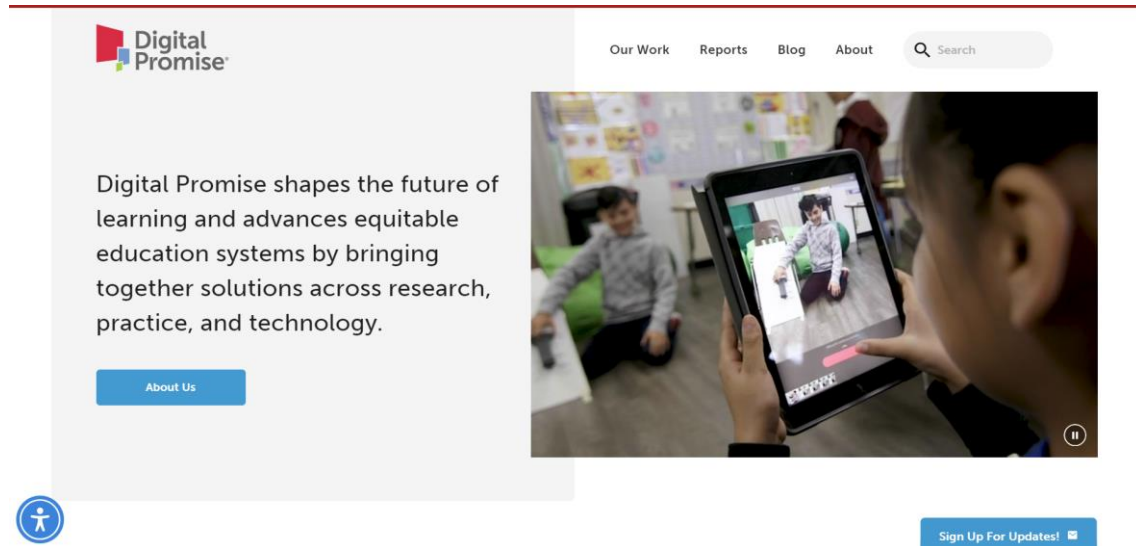 Digital
Promise
Our Work
Reports
Blog
About
Search
Digital Promise shapes the future of
learning and advances equitable
education systems by bringing
together solutions across research,
practice, and technology.
About Us
Sign Up For Updates!